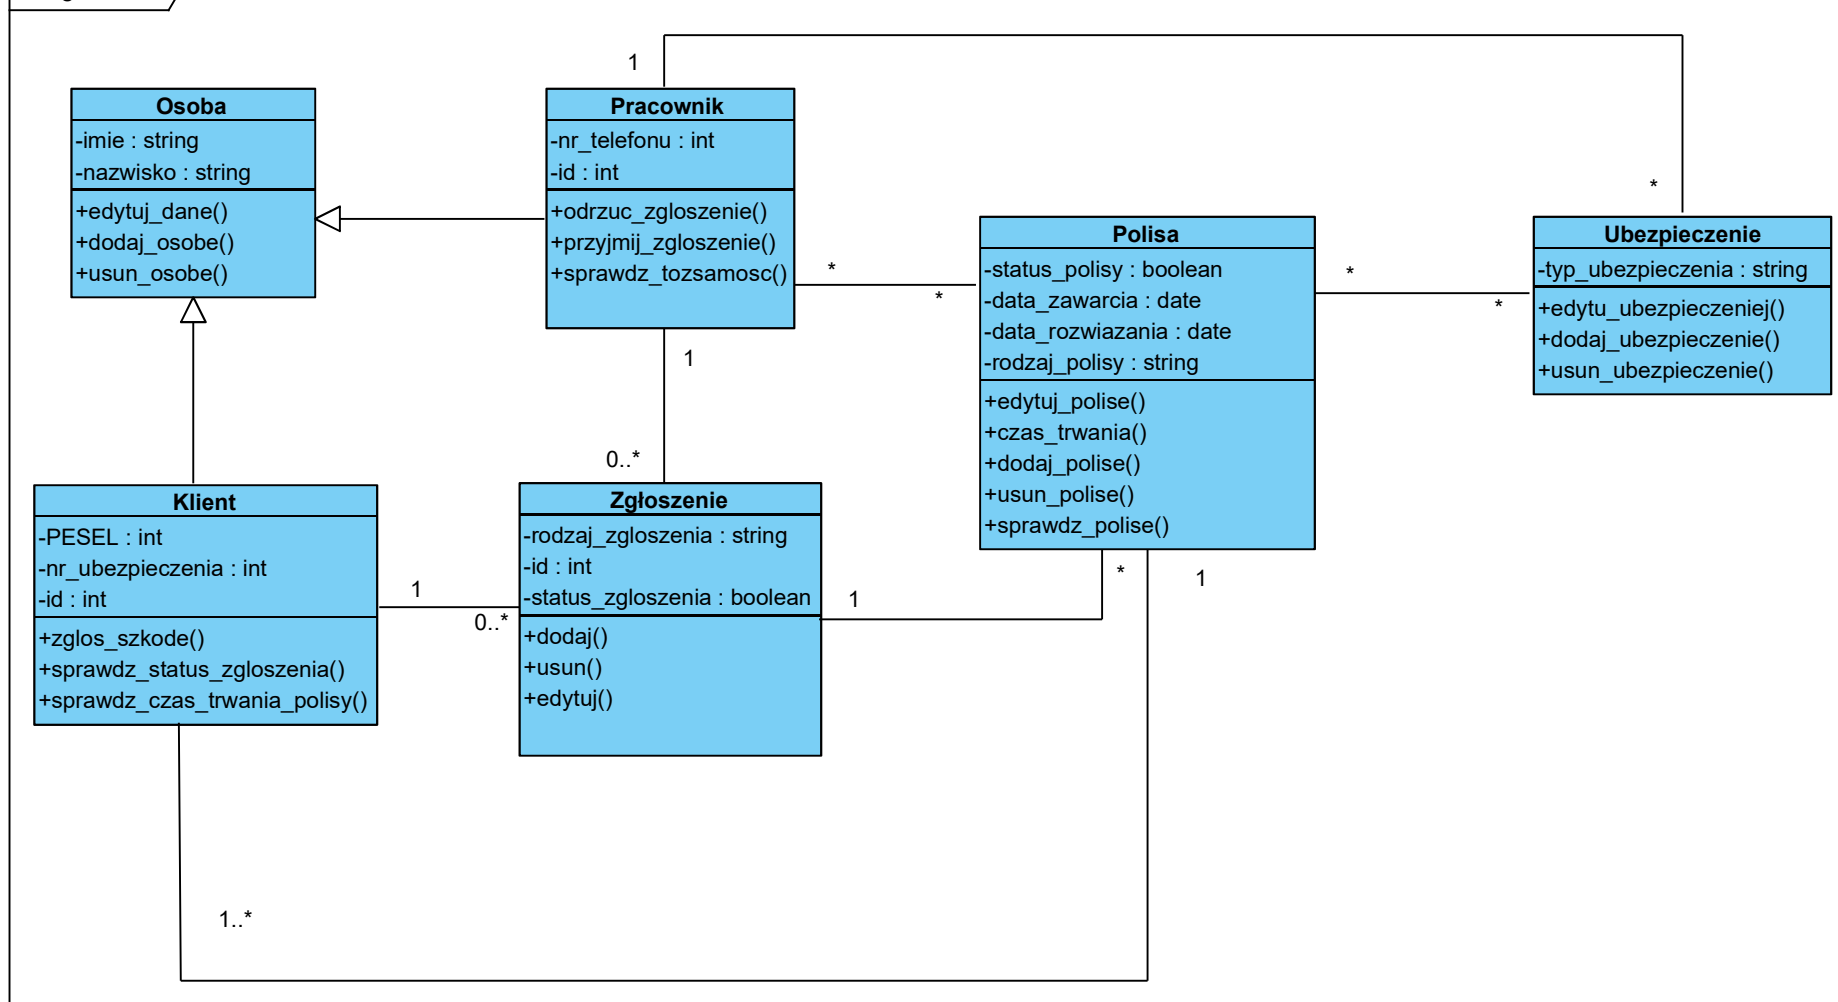 1
Osoba
-imie : string
-nazwisko : string
+edytuj_dane()
+dodaj_osobe()
+usun_osobe()
Pracownik
-nr_telefonu : int
-id : int
+odrzuc_zgloszenie()
+przyjmij_zgloszenie()
+sprawdz_tozsamosc()
*
*
Polisa
-status_polisy : boolean
-data_zawarcia : date
-data_rozwiazania : date
-rodzaj_polisy : string
+edytuj_polise()
+czas_trwania()
+dodaj_polise()
+usun_polise()
+sprawdz_polise()
*
*
*
Ubezpieczenie
-typ_ubezpieczenia : string
+edytu_ubezpieczeniej()
+dodaj_ubezpieczenie()
+usun_ubezpieczenie()
1
0..*
Klient
-PESEL : int
-nr_ubezpieczenia : int
-id : int
+zglos_szkode()
+sprawdz_status_zgloszenia()
+sprawdz_czas_trwania_polisy()
1
0..*
Zgłoszenie
-rodzaj_zgloszenia : string
-id : int
-status_zgloszenia : boolean
+dodaj()
+usun()
+edytuj()
1
*
1
1..*